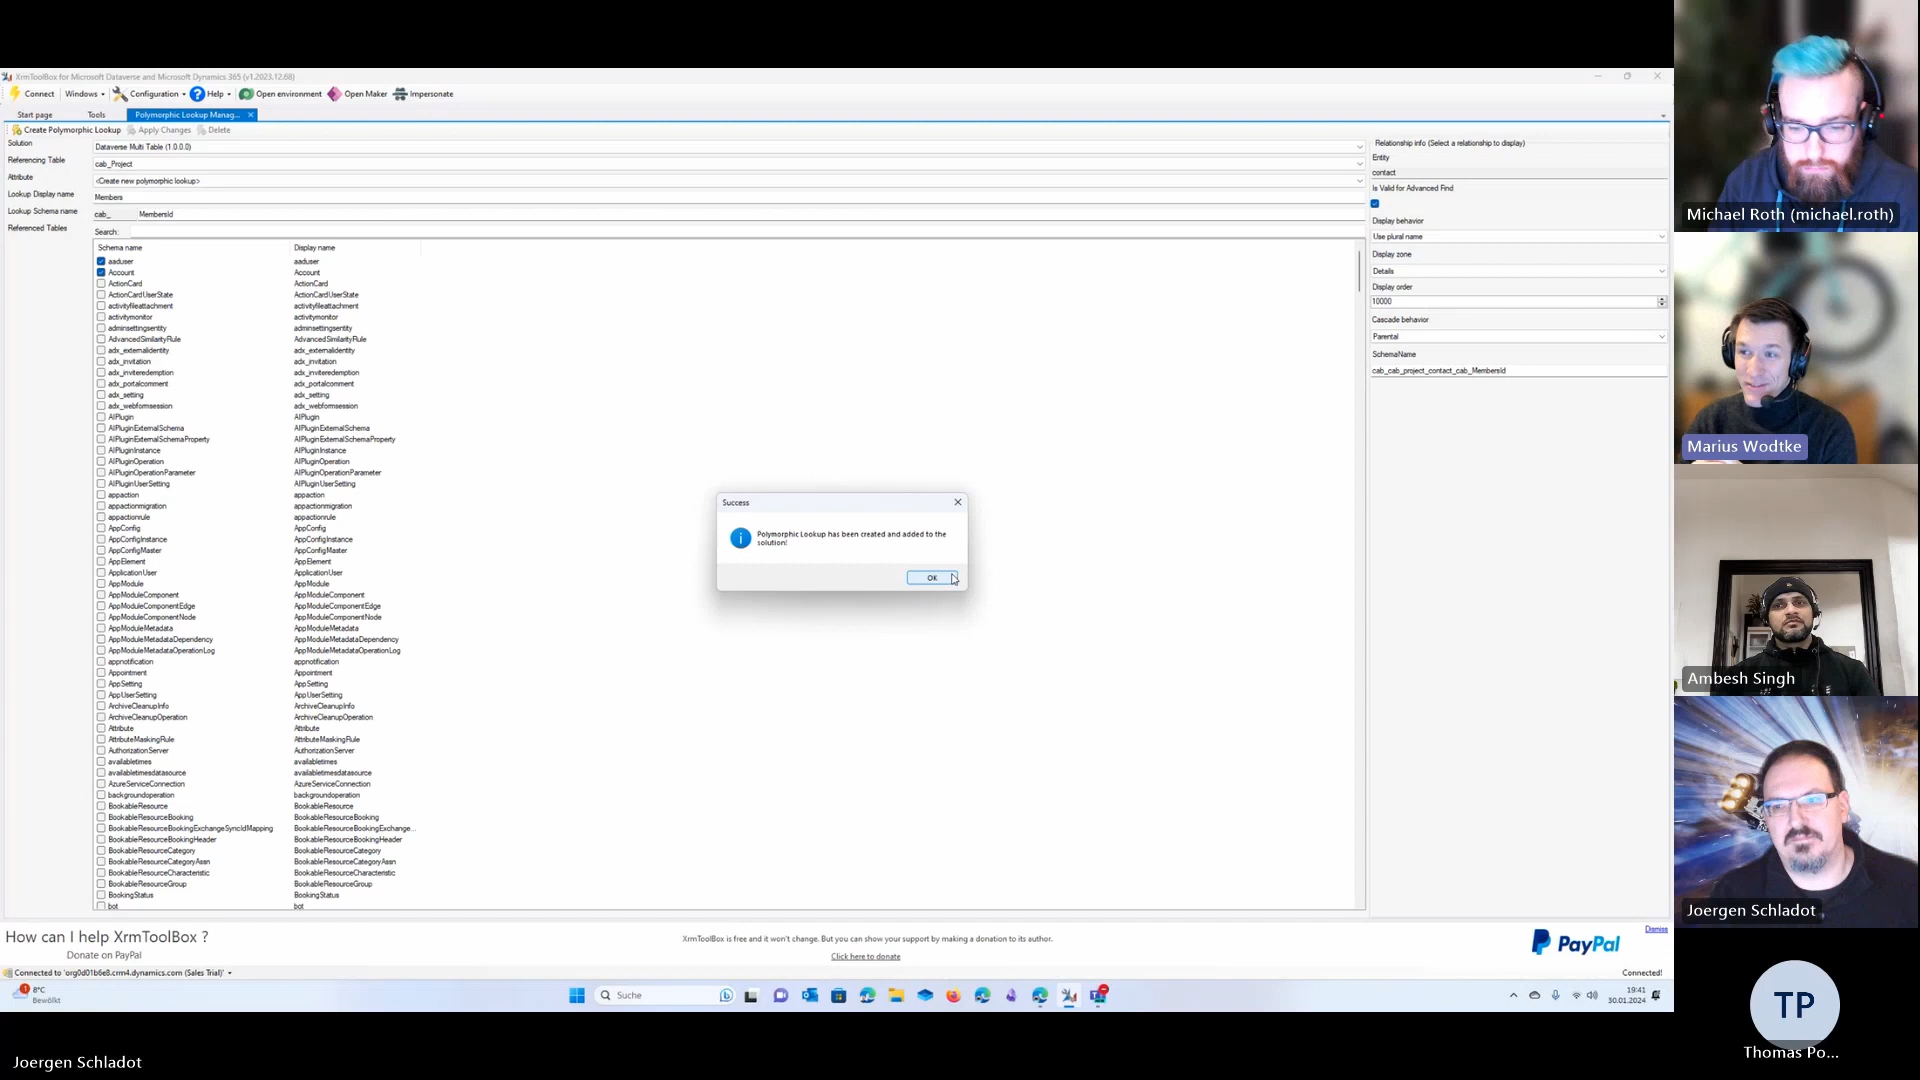 XrmToolBox for Microsoft Dataverse and Microsoft Dynamics 365 (v1.2023.12.68)
Connect Windows Configuration Help Open environment Open Maker Impersonate
Start page Tools Polymorphic Lookup Manag...
Create Polymorphic Lookup Apply Changes Delete
Solution Dataverse Multi Table (1.0.0.0)
Referencing Table cab_Project
Attribute <Create new polymorphic lookup>
Lookup Display name Members
Lookup Schema name cab_ MembersId
Referenced Tables Search:
Schema name Display name
aaduser aaduser
Account Account
ActionCard ActionCard
ActionCardUserState ActionCardUserState
activityfileattachment activityfileattachment
activitymonitor activitymonitor
adminsettingsentity adminsettingsentity
AdvancedSimilarityRule AdvancedSimilarityRule
adx_externalidentity adx_externalidentity
adx_invitation adx_invitation
adx_inviteredemption adx_inviteredemption
adx_portalcomment adx_portalcomment
adx_setting adx_setting
adx_webformsession adx_webformsession
AIPlugin AIPlugin
AIPluginExternalSchema AIPluginExternalSchema
AIPluginExternalSchemaProperty AIPluginExternalSchemaProperty
AIPluginInstance AIPluginInstance
AIPluginOperation AIPluginOperation
AIPluginOperationParameter AIPluginOperationParameter
AIPluginUserSetting AIPluginUserSetting
appaction appaction
appactionmigration appactionmigration
appactionrule appactionrule
AppConfig AppConfig
AppConfigInstance AppConfigInstance
AppConfigMaster AppConfigMaster
AppElement AppElement
ApplicationUser ApplicationUser
AppModule AppModule
AppModuleComponent AppModuleComponent
AppModuleComponentEdge AppModuleComponentEdge
AppModuleComponentNode AppModuleComponentNode
AppModuleMetadata AppModuleMetadata
AppModuleMetadataDependency AppModuleMetadataDependency
AppModuleMetadataOperationLog AppModuleMetadataOperationLog
appnotification appnotification
Appointment Appointment
AppSetting AppSetting
AppUserSetting AppUserSetting
ArchiveCleanupInfo ArchiveCleanupInfo
ArchiveCleanupOperation ArchiveCleanupOperation
Attribute Attribute
AttributeMaskingRule AttributeMaskingRule
AuthorizationServer AuthorizationServer
availabletimes availabletimes
availabletimesdatasource availabletimesdatasource
AzureServiceConnection AzureServiceConnection
backgroundoperation backgroundoperation
BookableResource BookableResource
BookableResourceBooking BookableResourceBooking
BookableResourceBookingExchangeSyncIdMapping BookableResourceBookingExchange...
BookableResourceBookingHeader BookableResourceBookingHeader
BookableResourceCategory BookableResourceCategory
BookableResourceCategoryAssn BookableResourceCategoryAssn
BookableResourceCharacteristic BookableResourceCharacteristic
BookableResourceGroup BookableResourceGroup
BookingStatus BookingStatus
bot bot
Success
Polymorphic Lookup has been created and added to the
solution!
OK
Relationship info (Select a relationship to display)
Entity
contact
Is Valid for Advanced Find
Display behavior
Use plural name
Display zone
Details
Display order
10000
Cascade behavior
Parental
SchemaName
cab_cab_project_contact_cab_MembersId
How can I help XrmToolBox ?
Donate on PayPal
XrmToolBox is free and it won't change. But you can show your support by making a donation to its author.
Click here to donate
PayPal
Dismiss
Connected to 'org0d01b6e8.crm4.dynamics.com (Sales Trial)'
Connected!
1
8°C
Bewölkt
Suche
19:41
30.01.2024
Michael Roth (michael.roth)
Marius Wodtke
Ambesh Singh
Joergen Schladot
TP
Thomas Po...
Joergen Schladot